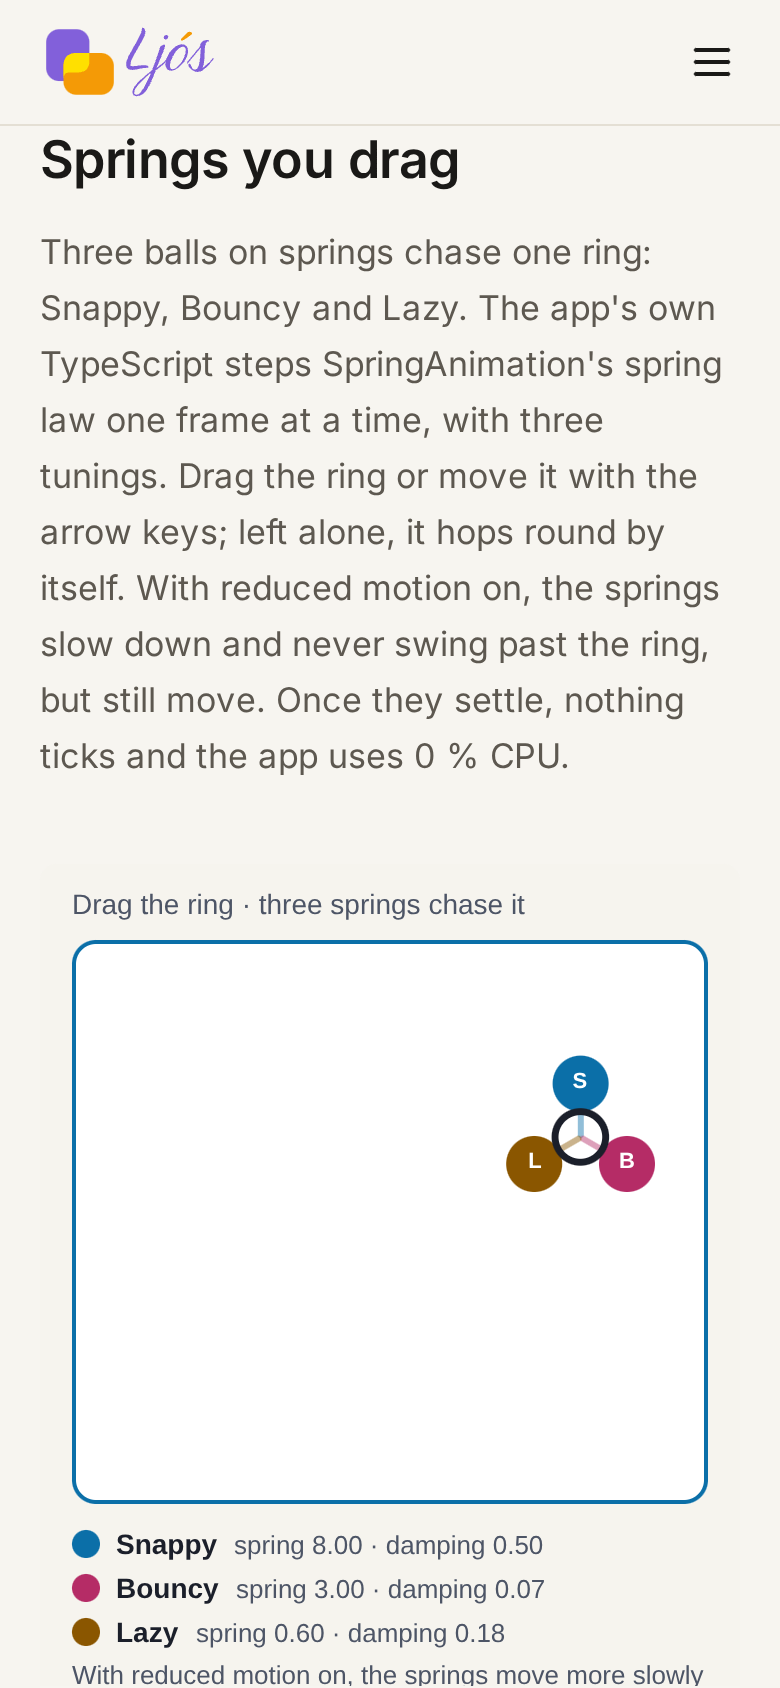 Ljós
Springs you drag
Three balls on springs chase one ring:
Snappy, Bouncy and Lazy. The app's own
TypeScript steps SpringAnimation's spring
law one frame at a time, with three
tunings. Drag the ring or move it with the
arrow keys; left alone, it hops round by
itself. With reduced motion on, the springs
slow down and never swing past the ring,
but still move. Once they settle, nothing
ticks and the app uses 0 % CPU.
Drag the ring · three springs chase it
S
L
B
Snappy spring 8.00 · damping 0.50
Bouncy spring 3.00 · damping 0.07
Lazy spring 0.60 · damping 0.18
With reduced motion on, the springs move more slowly